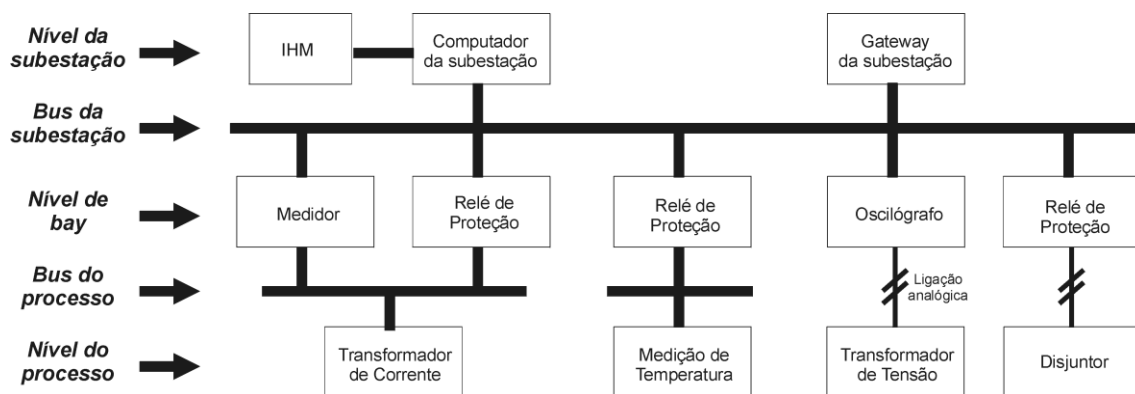 Nível da
subestação
IHM
Computador
da subestação
Gateway
da subestação
Bus da
subestação
Nível de
bay
Medidor
Relé de
Proteção
Relé de
Proteção
Oscilógrafo
Relé de
Proteção
Bus do
processo
Ligação
analógica
Nível do
processo
Transformador
de Corrente
Medição de
Temperatura
Transformador
de Tensão
Disjuntor